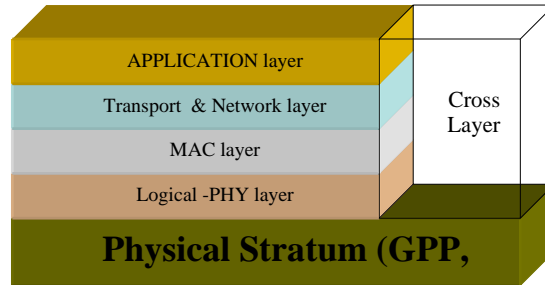 APPLICATION layer
Transport & Network layer
Cross
Layer
MAC layer
Logical -PHY layer
Physical Stratum (GPP,